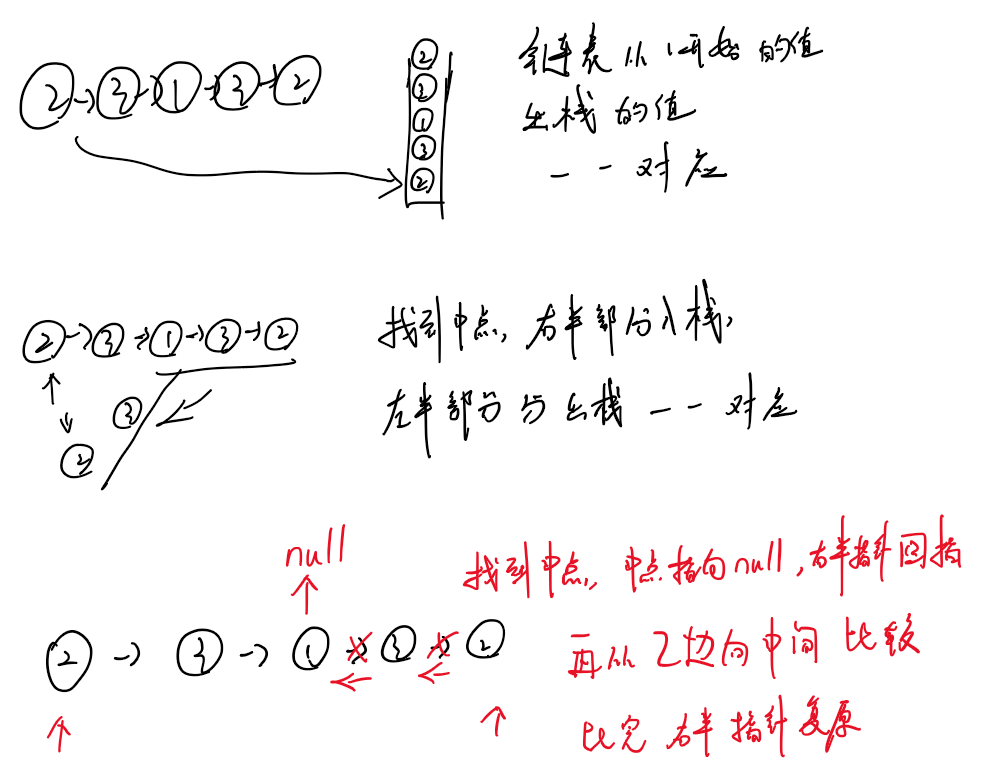 2 → 3 → 1 → 3 → 2
2
3
1
3
2
链表从1开始的值
出栈的值
一一对应
2 → 3 → 1 → 3 → 2
3
2
找到中点, 右半部分入栈,
左半部分与出栈一一对应
null
2 → 3 → 1 3 2
找到中点, 中点指向null, 右半指针回指
再从2边向中间比较
比完右半指针复原